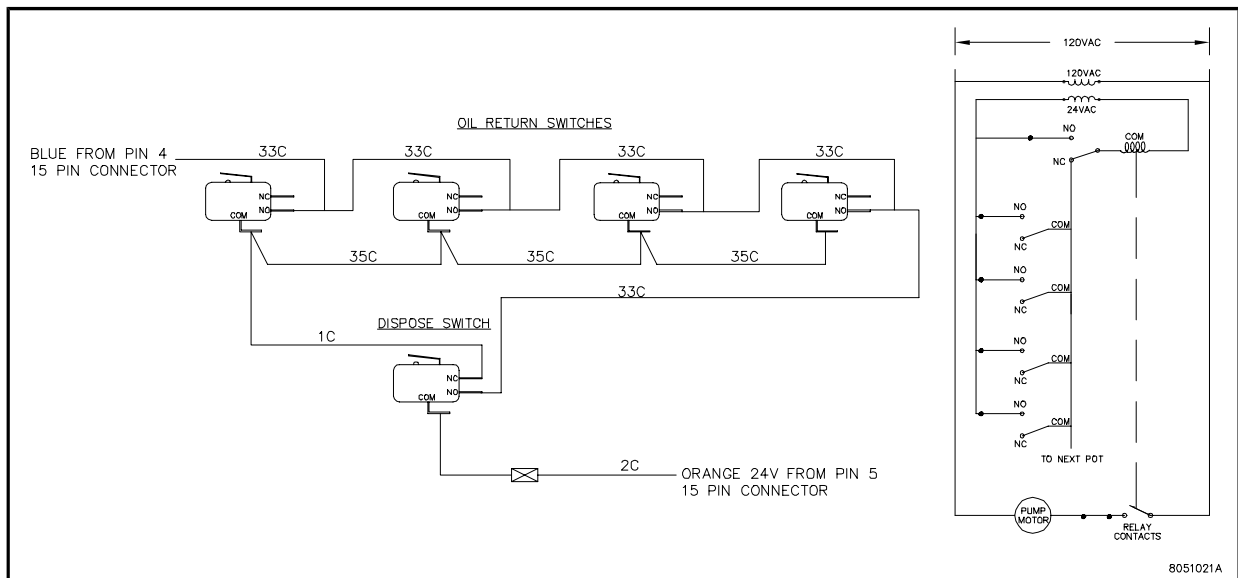 OIL RETURN SWITCHES
BLUE FROM PIN 4
15 PIN CONNECTOR
33C
33C
33C
33C
NC
NO
COM
NC
NO
COM
NC
NO
COM
NC
NO
COM
35C
35C
35C
33C
DISPOSE SWITCH
1C
NC
NO
COM
2C
ORANGE 24V FROM PIN 5
15 PIN CONNECTOR
120VAC
120VAC
24VAC
NO
COM
NC
NO
COM
NC
NO
COM
NC
NO
COM
NC
NO
COM
NC
TO NEXT POT
PUMP
MOTOR
RELAY
CONTACTS
8051021A